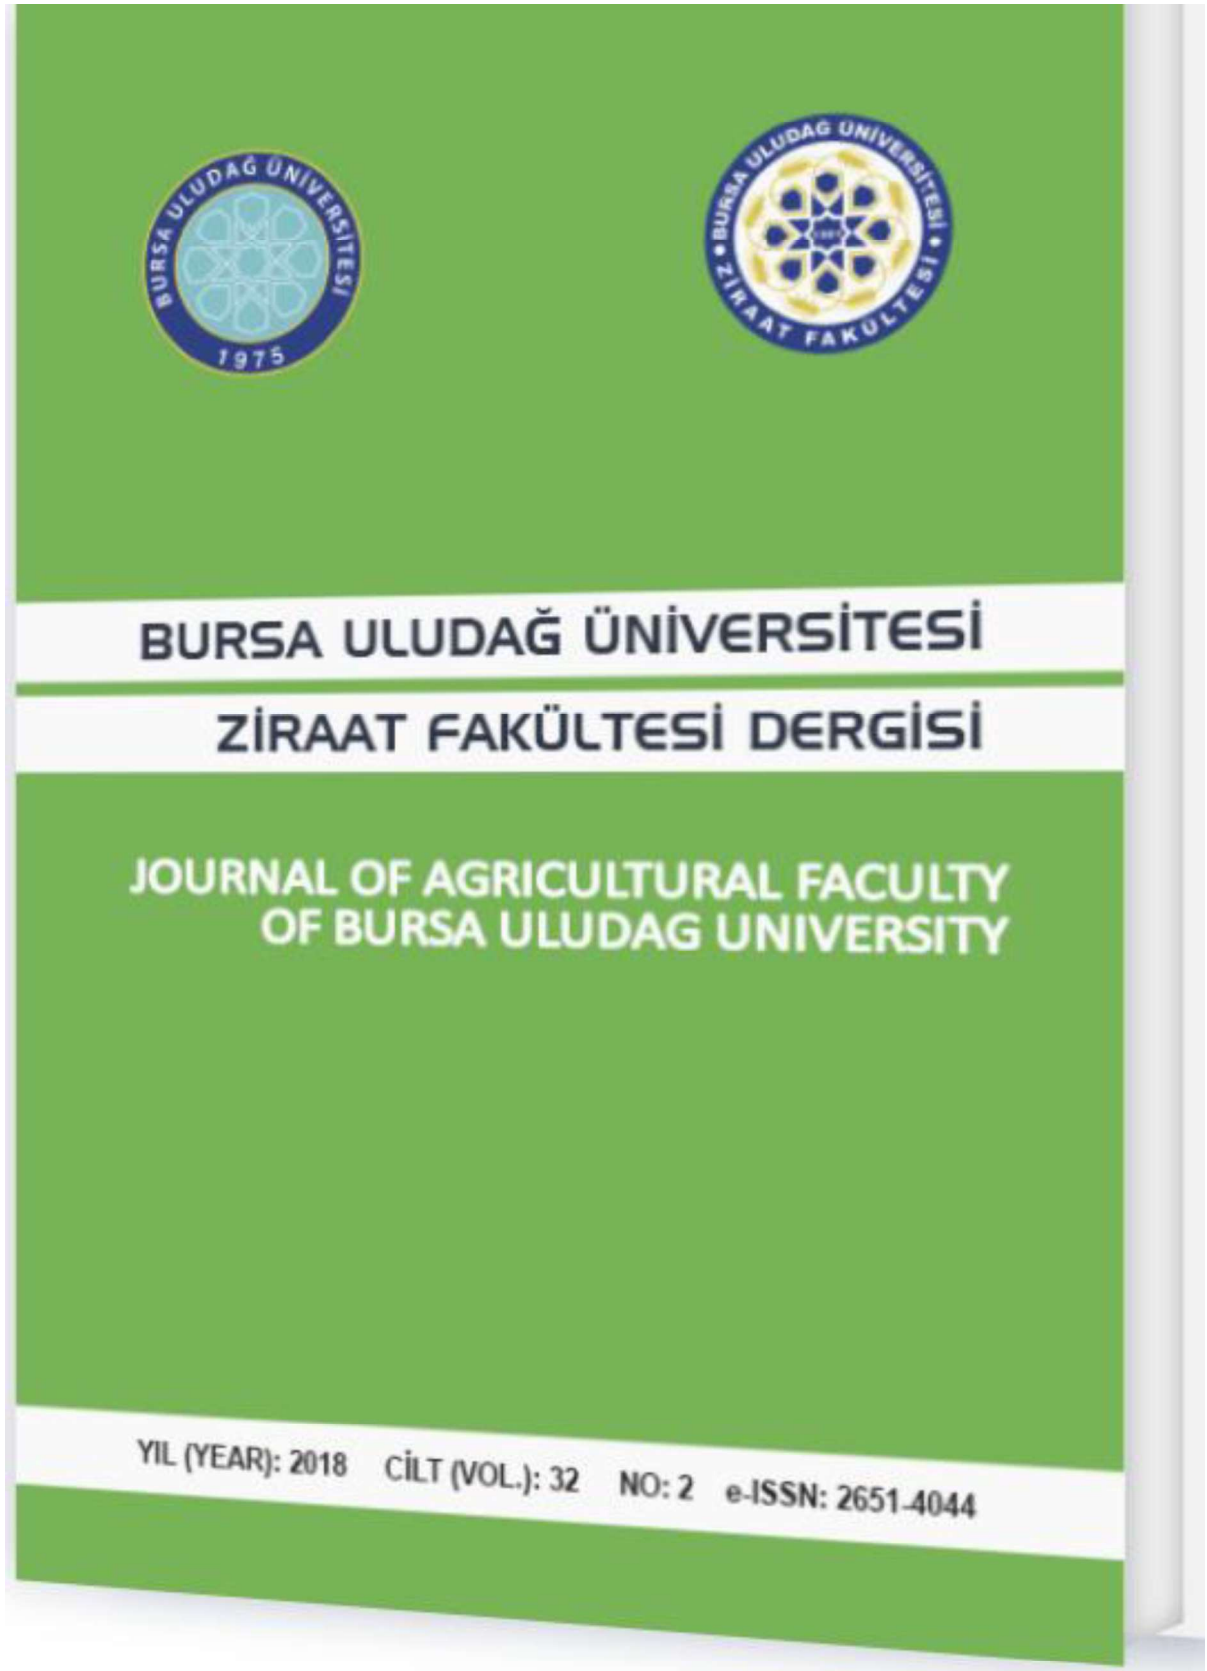 BURSA ULUDAĞ ÜNİVERSİTESİ
1975
BURSA ULUDAĞ ÜNİVERSİTESİ
ZİRAAT FAKÜLTESİ
BURSA ULUDAĞ ÜNİVERSİTESİ
ZİRAAT FAKÜLTESİ DERGİSİ
JOURNAL OF AGRICULTURAL FACULTY
OF BURSA ULUDAG UNIVERSITY
YIL (YEAR): 2018 CİLT (VOL.): 32 NO: 2 e-ISSN: 2651-4044